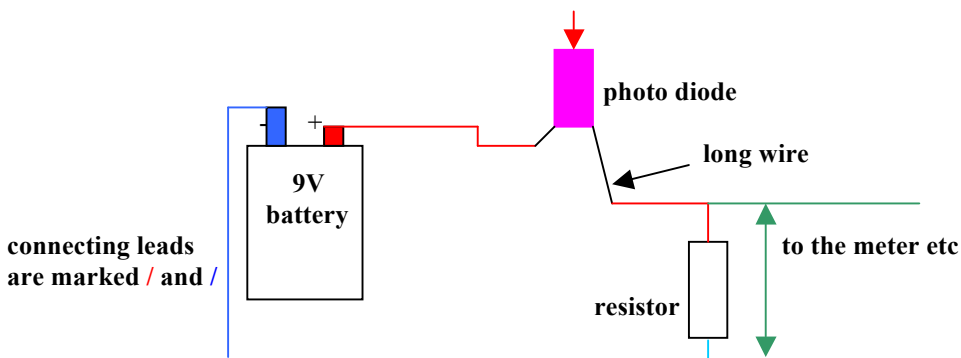 photo diode
- +
long wire
9V
battery
connecting leads
are marked / and /
to the meter etc
resistor